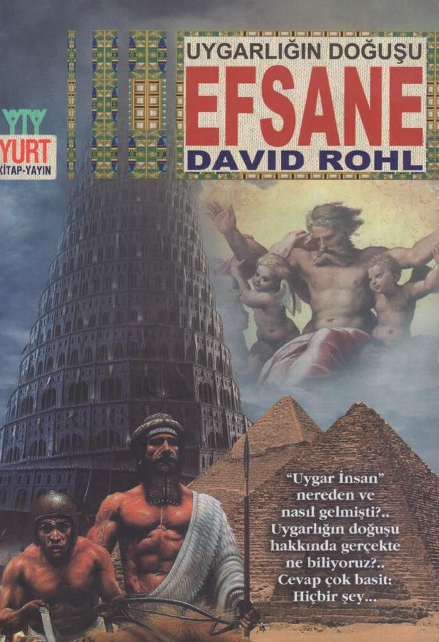 UYGARLIĞIN DOĞUŞU
EFSANE
DAVID ROHL
YTY
YURT
KİTAP-YAYIN
“Uygar İnsan”
nereden ve
nasıl gelmişti?..
Uygarlığın doğuşu
hakkında gerçekte
ne biliyoruz?..
Cevap çok basit:
Hiçbir şey...